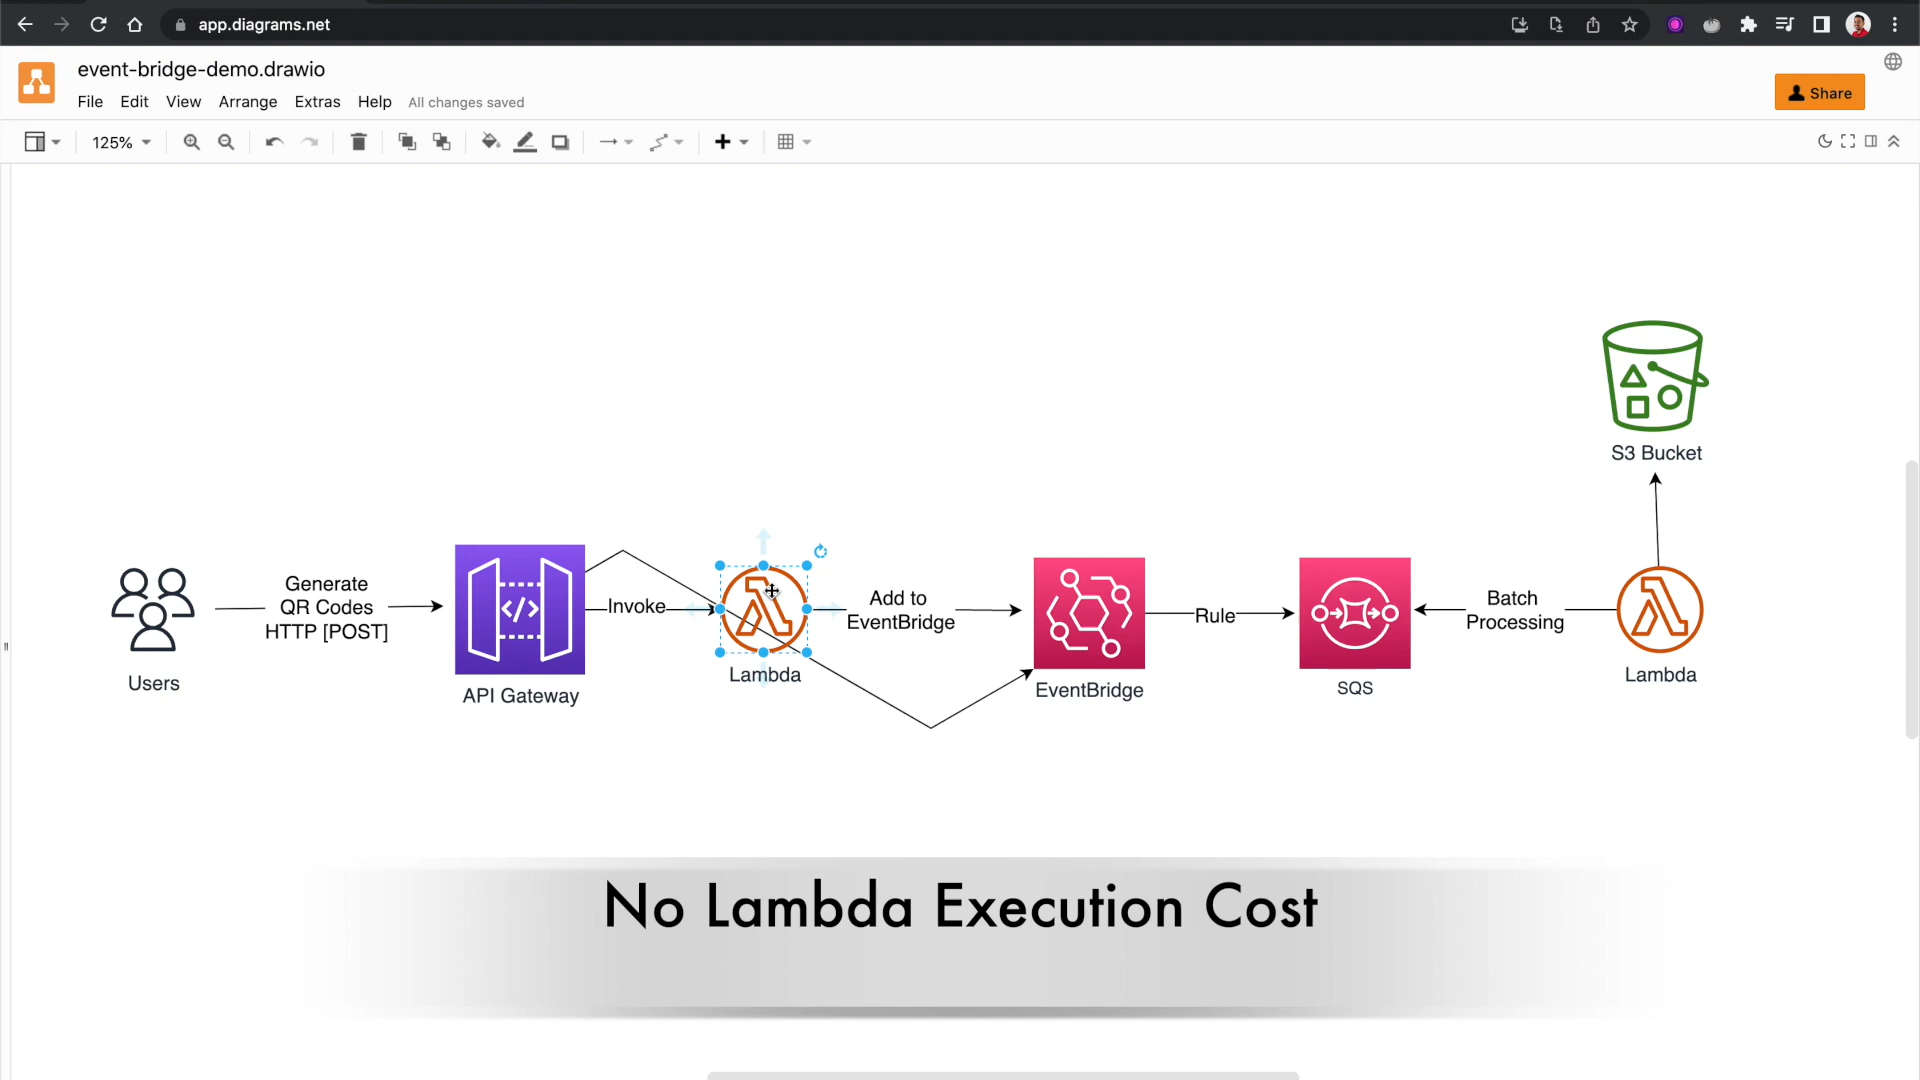 app.diagrams.net
event-bridge-demo.drawio
File Edit View Arrange Extras Help All changes saved
Share
125%
S3 Bucket
Generate
QR Codes
HTTP [POST]
Invoke
Add to
EventBridge
Rule
Batch
Processing
Users
API Gateway
Lambda
EventBridge
SQS
Lambda
No Lambda Execution Cost